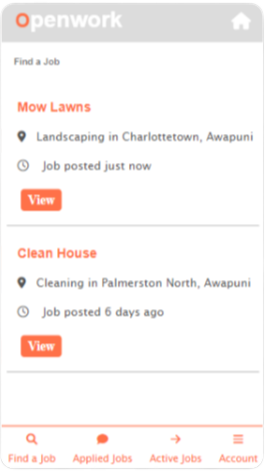 Openwork
Find a Job
Mow Lawns
Landscaping in Charlottetown, Awapuni
Job posted just now
View
Clean House
Cleaning in Palmerston North, Awapuni
Job posted 6 days ago
View
Find a Job Applied Jobs Active Jobs Account